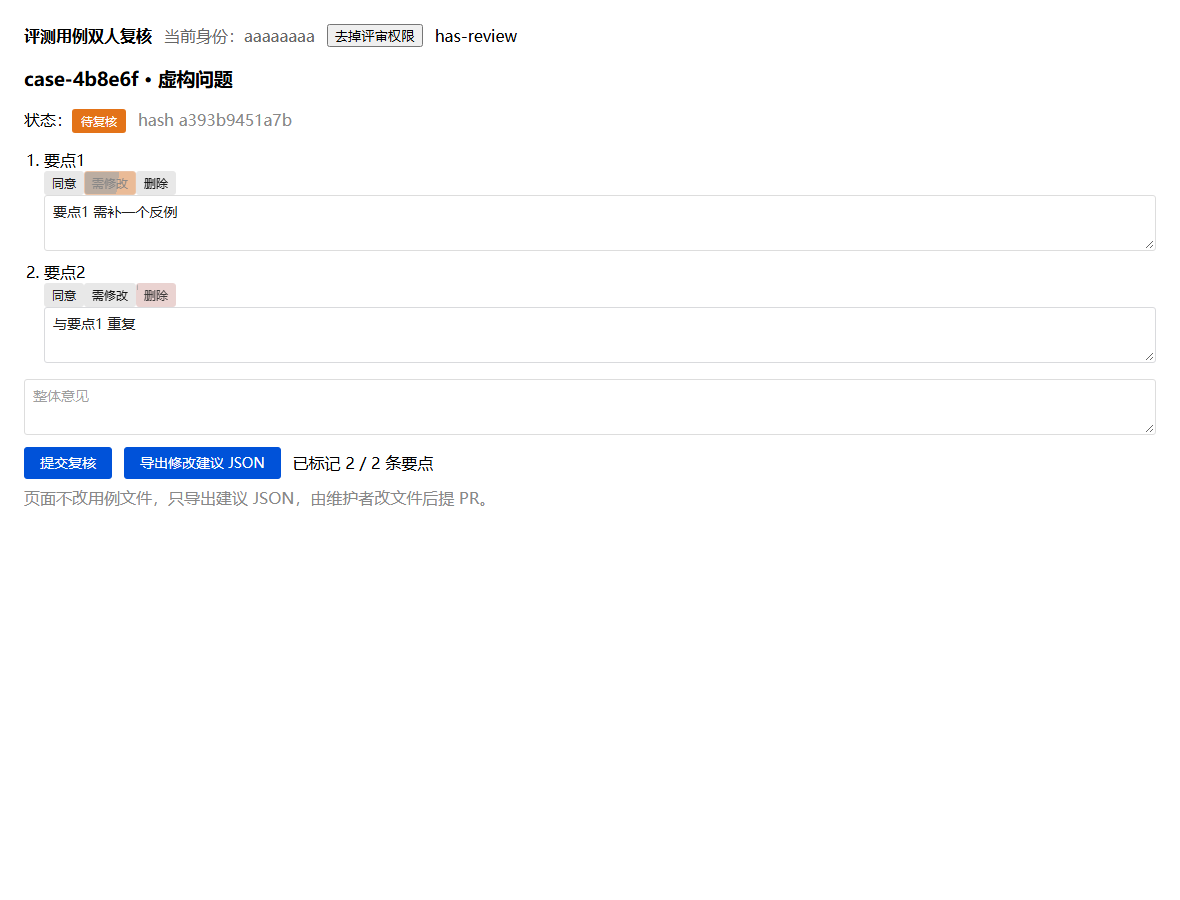 评测用例双人复核 当前身份：aaaaaaaa 去掉评审权限 has-review
case-4b8e6f · 虚构问题
状态： 待复核 hash a393b9451a7b
1. 要点1
同意 需修改 删除
要点1 需补一个反例
2. 要点2
同意 需修改 删除
与要点1 重复
整体意见
提交复核 导出修改建议 JSON 已标记 2 / 2 条要点
页面不改用例文件，只导出建议 JSON，由维护者改文件后提 PR。